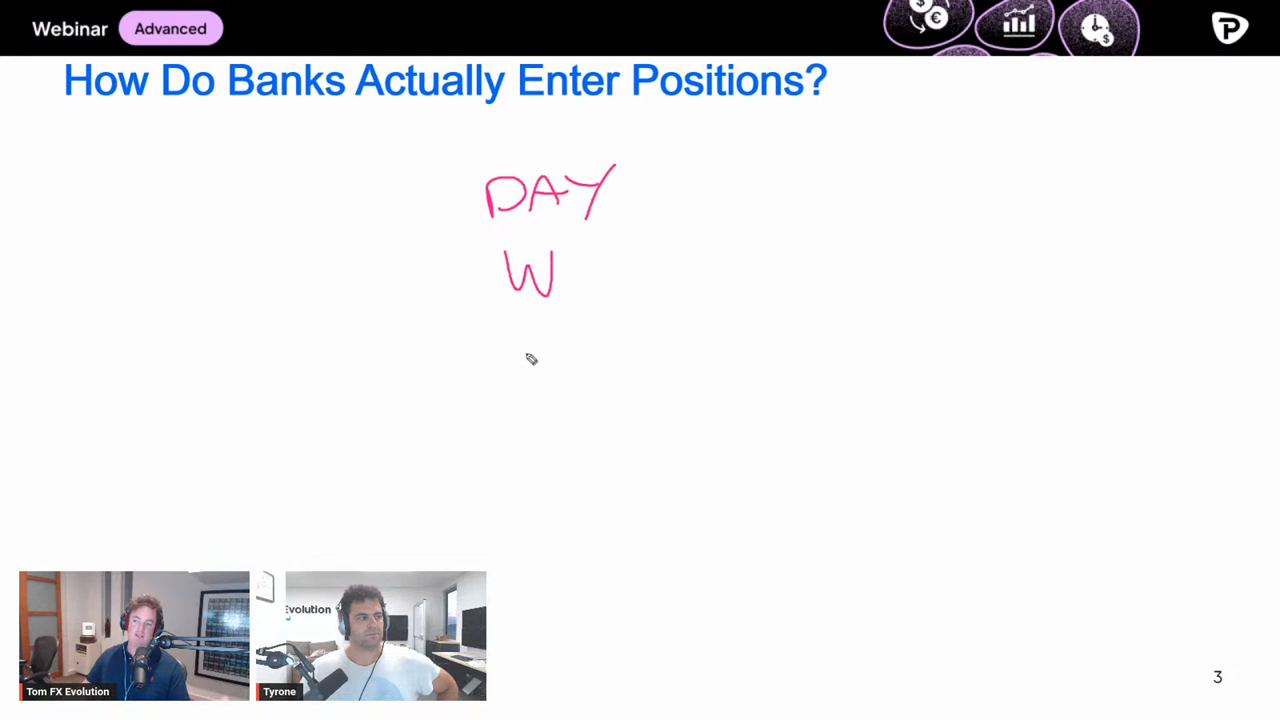 Webinar
Advanced
How Do Banks Actually Enter Positions?
DAY
W
Evolution
Tom FX Evolution
Tyrone
3